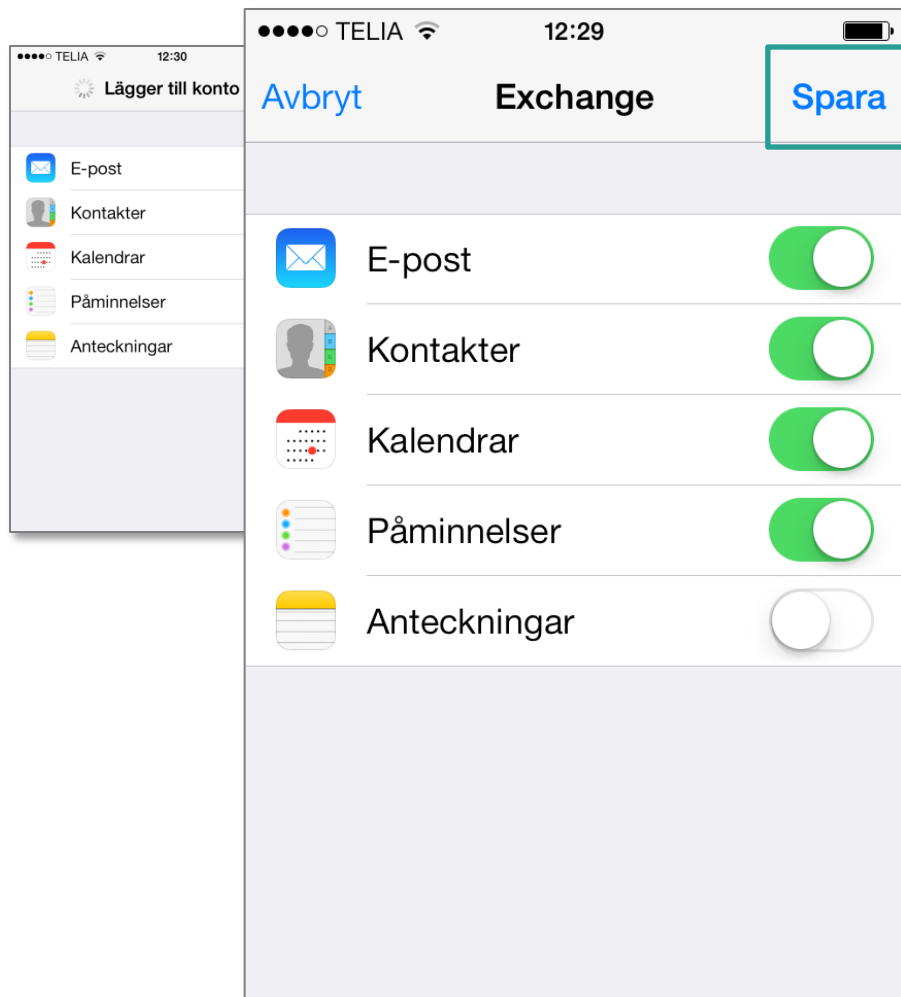 TELIA 12:30
Lägger till konto
E-post
Kontakter
Kalendrar
Påminnelser
Anteckningar
TELIA 12:29
Avbryt Exchange Spara
E-post
Kontakter
Kalendrar
Påminnelser
Anteckningar